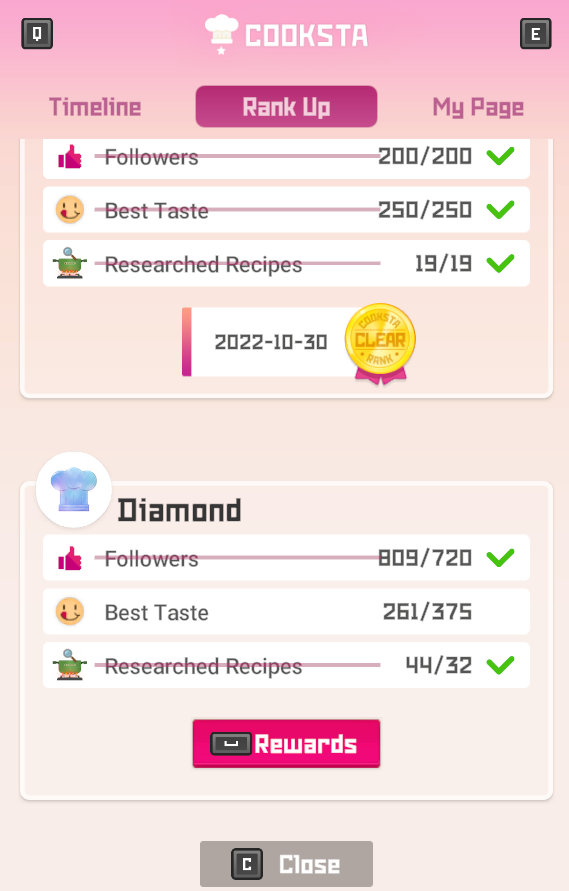 Q
COOKSTA
E
Timeline Rank Up My Page
Followers 200/200
Best Taste 250/250
Researched Recipes 19/19
2022-10-30
COOKSTA
CLEAR
RANK
Diamond
Followers 809/720
Best Taste 261/375
Researched Recipes 44/32
Rewards
C Close